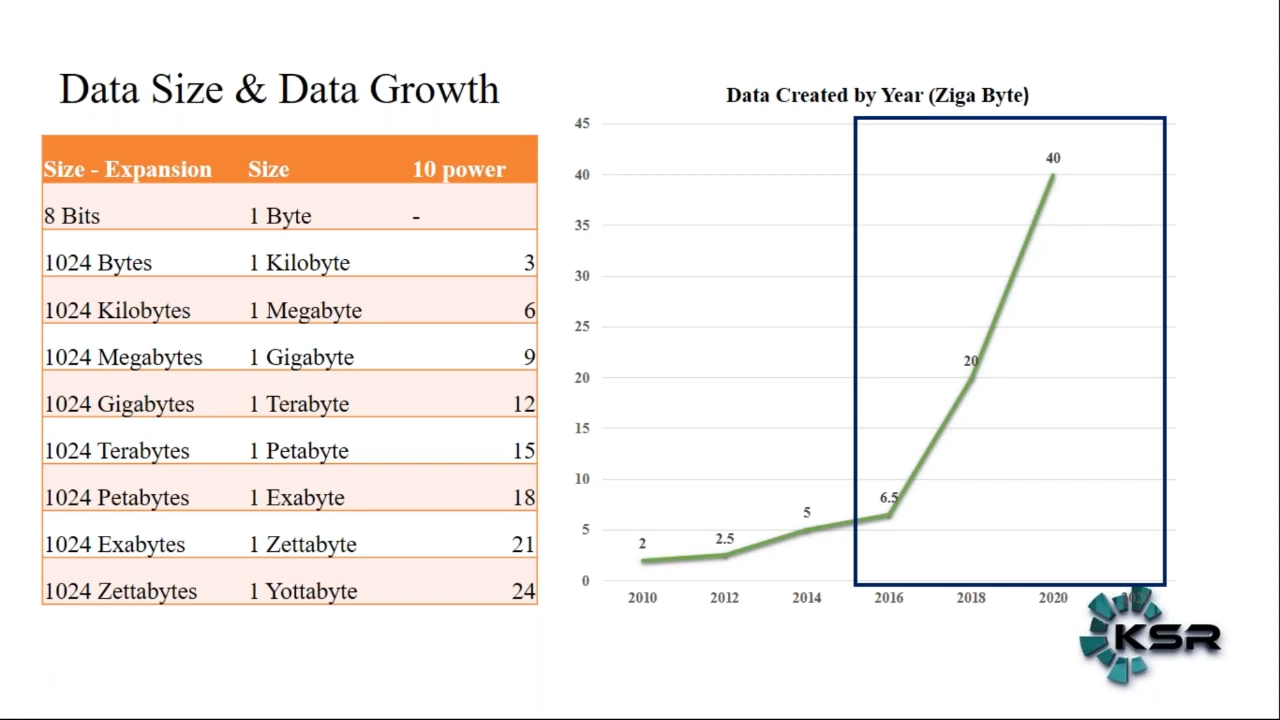 Data Size & Data Growth
Size - Expansion Size 10 power
8 Bits 1 Byte -
1024 Bytes 1 Kilobyte 3
1024 Kilobytes 1 Megabyte 6
1024 Megabytes 1 Gigabyte 9
1024 Gigabytes 1 Terabyte 12
1024 Terabytes 1 Petabyte 15
1024 Petabytes 1 Exabyte 18
1024 Exabytes 1 Zettabyte 21
1024 Zettabytes 1 Yottabyte 24
Data Created by Year (Ziga Byte)
45
40
35
30
25
20
15
10
5
0
2
2.5
5
6.5
20
40
2010 2012 2014 2016 2018 2020
KSR